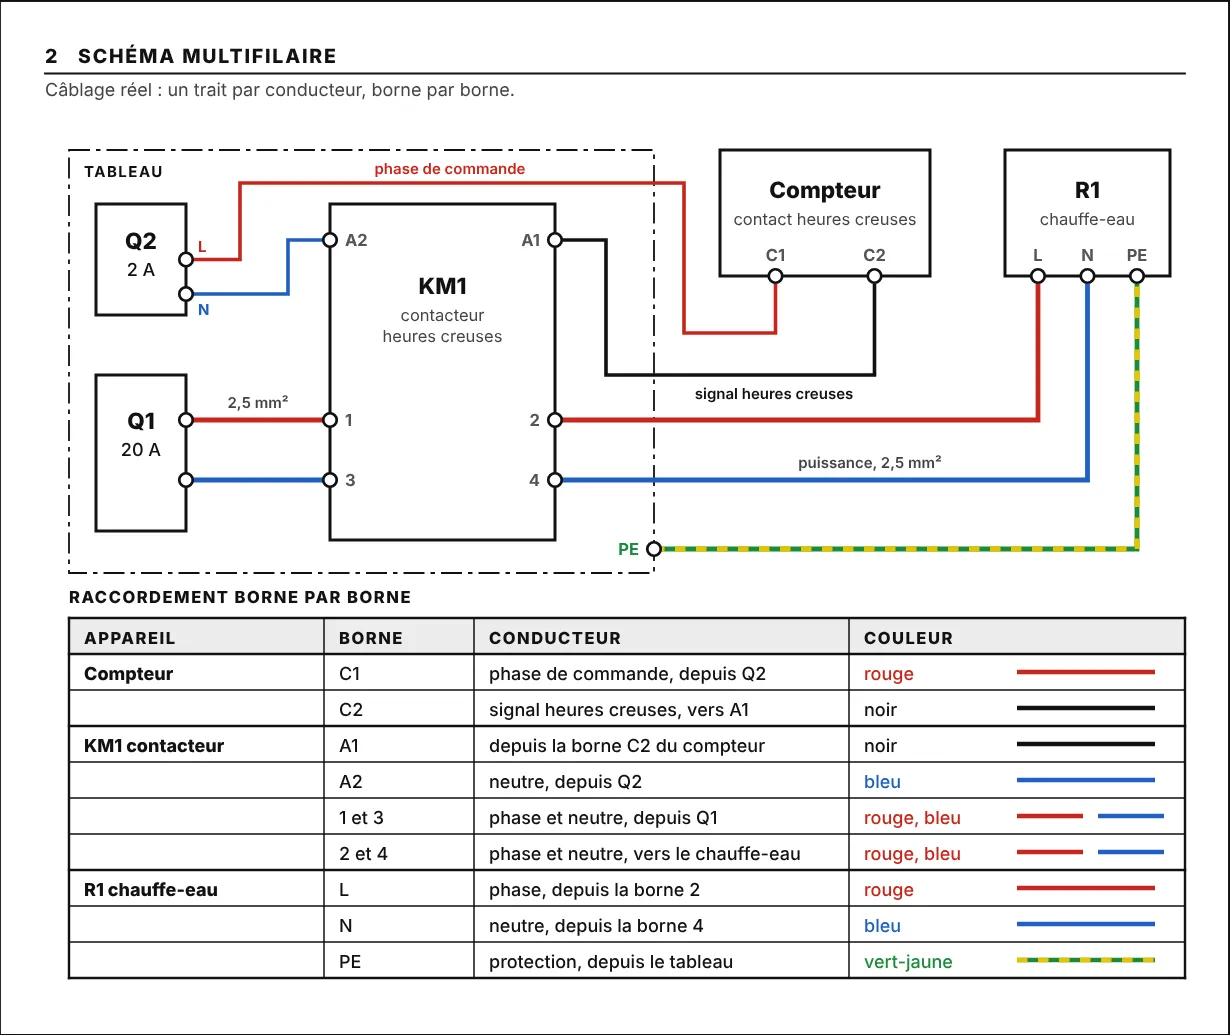 2 SCHÉMA MULTIFILAIRE
Câblage réel : un trait par conducteur, borne par borne.
TABLEAU
phase de commande
Q2
2 A
L
N
A2
A1
KM1
contacteur
heures creuses
Compteur
contact heures creuses
C1 C2
R1
chauffe-eau
L N PE
signal heures creuses
Q1
20 A
2,5 mm²
1
2
3
4
puissance, 2,5 mm²
PE
RACCORDEMENT BORNE PAR BORNE
APPAREIL BORNE CONDUCTEUR COULEUR
Compteur C1 phase de commande, depuis Q2 rouge
C2 signal heures creuses, vers A1 noir
KM1 contacteur A1 depuis la borne C2 du compteur noir
A2 neutre, depuis Q2 bleu
1 et 3 phase et neutre, depuis Q1 rouge, bleu
2 et 4 phase et neutre, vers le chauffe-eau rouge, bleu
R1 chauffe-eau L phase, depuis la borne 2 rouge
N neutre, depuis la borne 4 bleu
PE protection, depuis le tableau vert-jaune